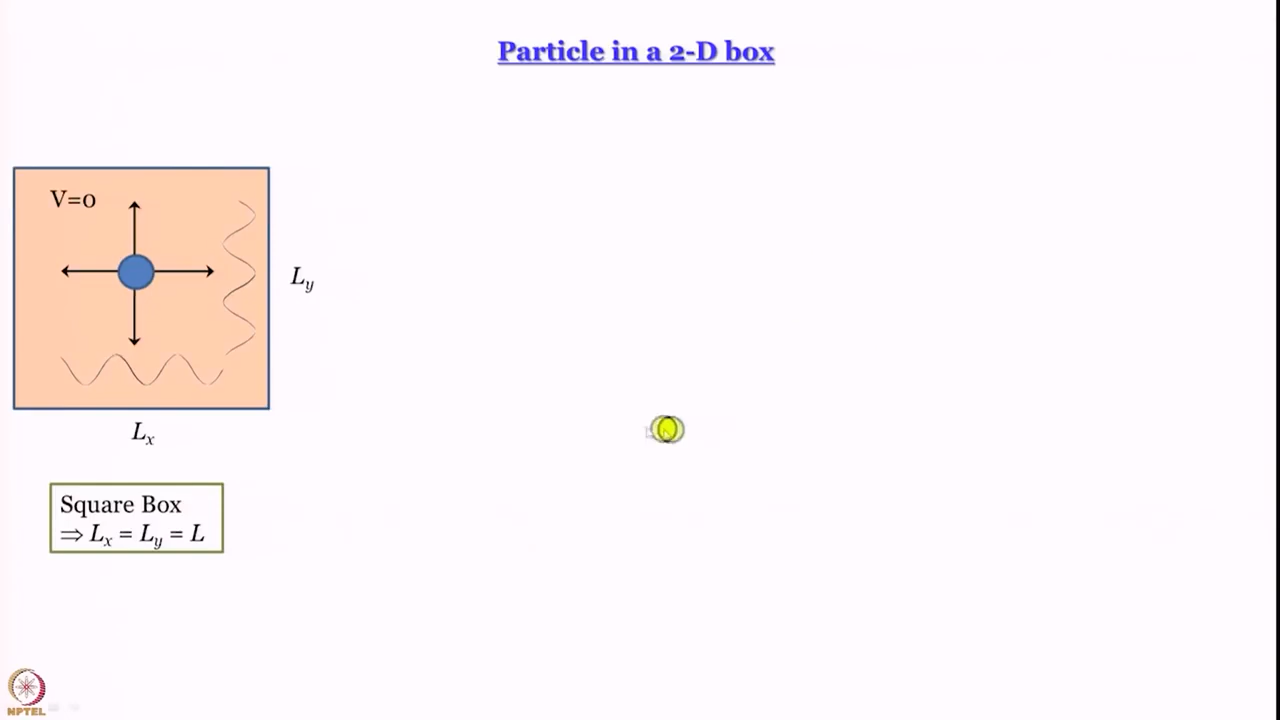 Particle in a 2-D box
V=0
L_y
L_x
Square Box
⇒ L_x = L_y = L
NPTEL